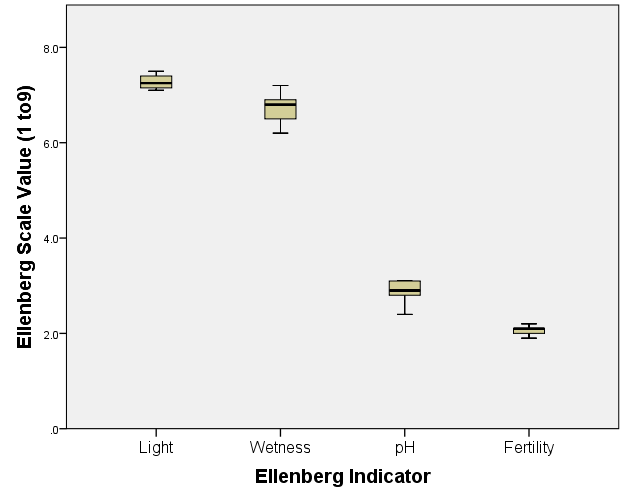 Ellenberg Scale Value (1 to9)
8.0
6.0
4.0
2.0
.0
Light
Wetness
pH
Fertility
Ellenberg Indicator